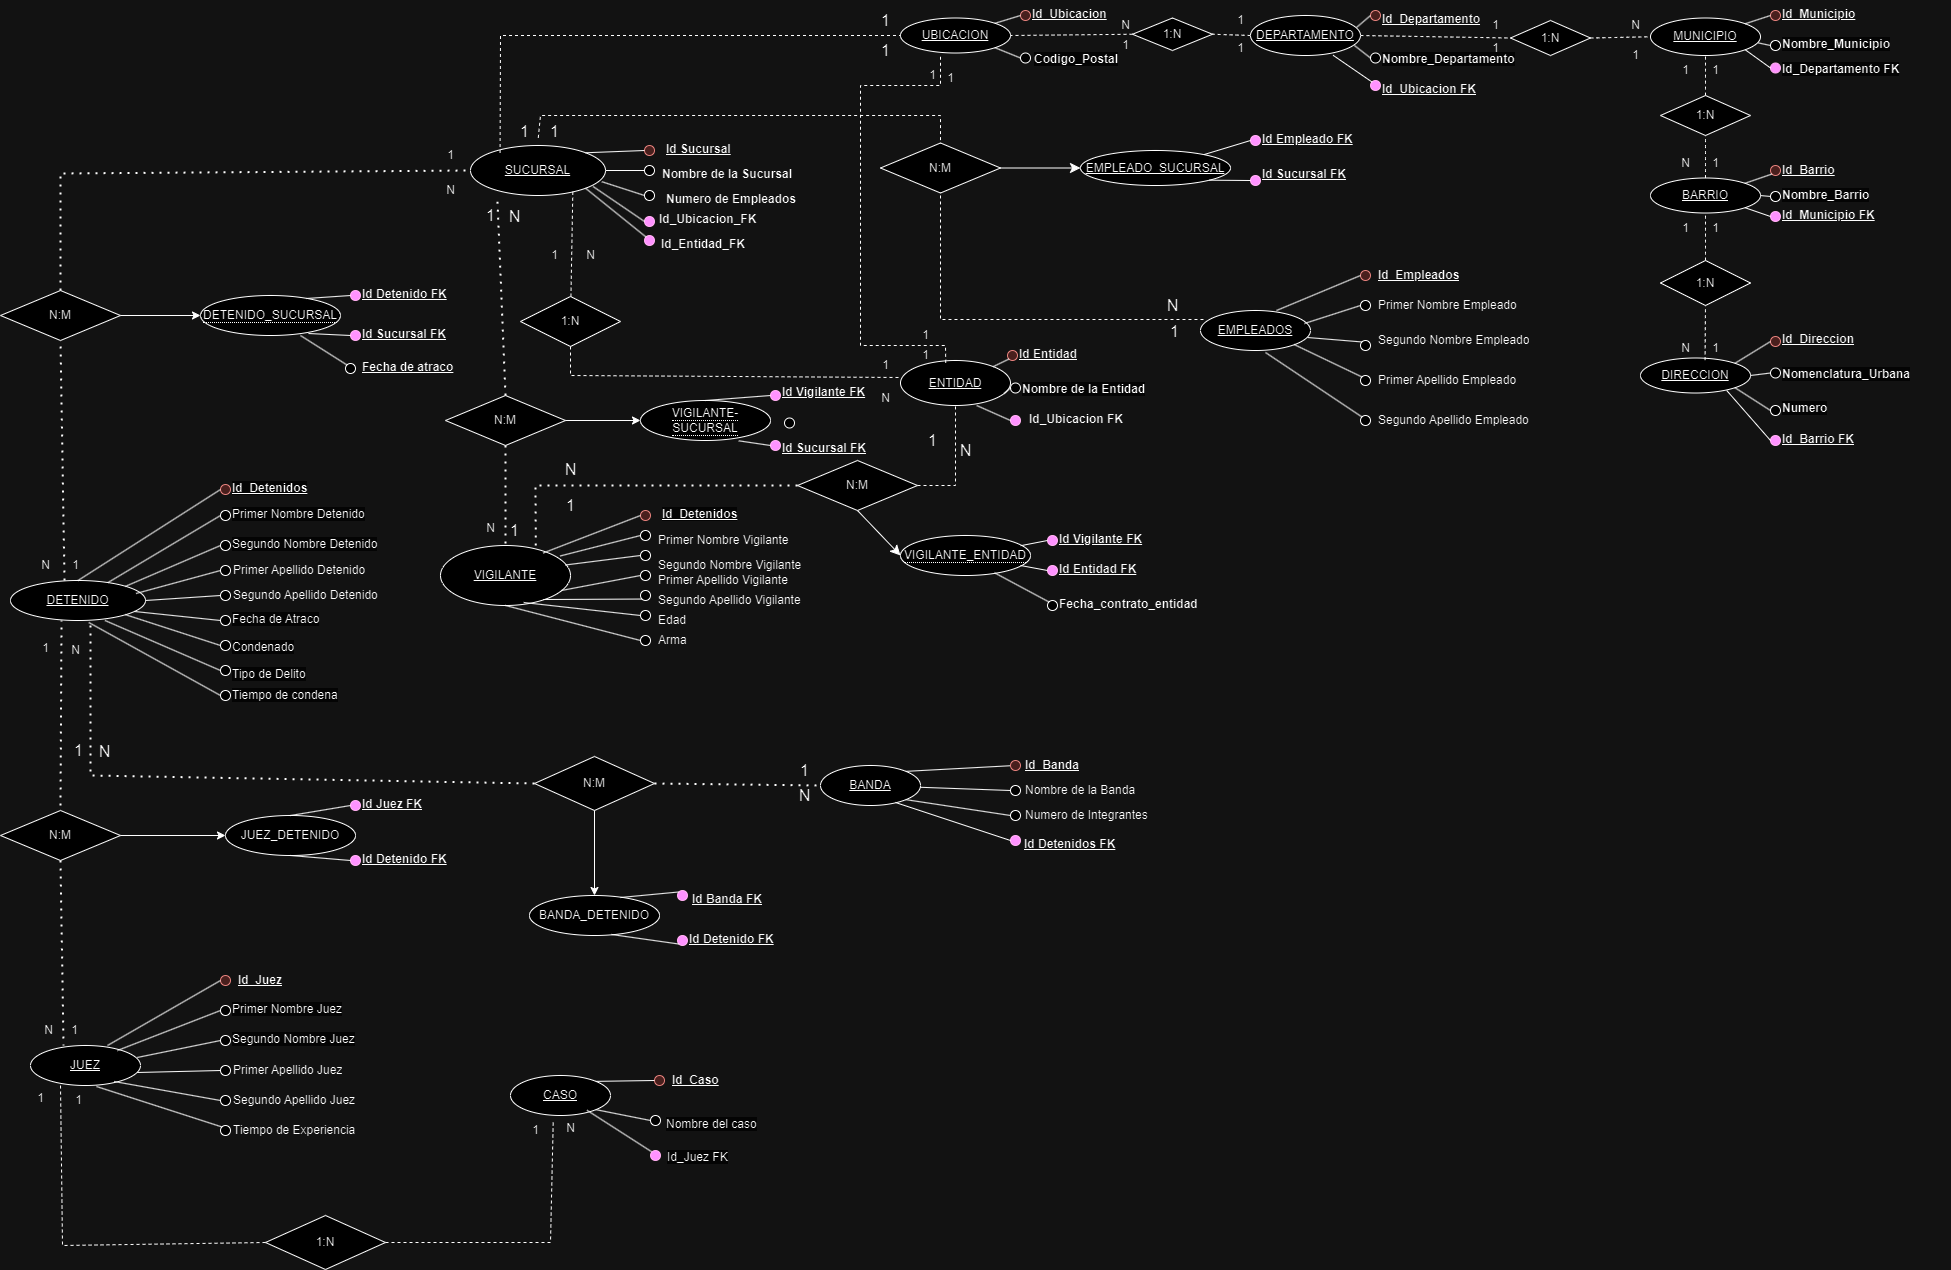 1
1
UBICACION
Id_Ubicacion
Codigo_Postal
N
1
1:N
1
1
DEPARTAMENTO
Id_Departamento
Nombre_Departamento
Id_Ubicacion FK
1
1
1:N
N
1
MUNICIPIO
Id_Municipio
Nombre_Municipio
Id_Departamento FK
1
1
1
1
1:N
N
1
BARRIO
Id_Barrio
Nombre_Barrio
Id_Municipio FK
1
1
1:N
N
1
DIRECCION
Id_Direccion
Nomenclatura_Urbana
Numero
Id_Barrio FK
1
1
1
N
SUCURSAL
Id Sucursal
Nombre de la Sucursal
Numero de Empleados
Id_Ubicacion_FK
Id_Entidad_FK
1
N
1
N
N:M
EMPLEADO_SUCURSAL
Id Empleado FK
Id Sucursal FK
N
1
EMPLEADOS
Id_Empleados
Primer Nombre Empleado
Segundo Nombre Empleado
Primer Apellido Empleado
Segundo Apellido Empleado
N:M
DETENIDO_SUCURSAL
Id Detenido FK
Id Sucursal FK
Fecha de atraco
1:N
1
1
1
N
ENTIDAD
Id Entidad
Nombre de la Entidad
Id_Ubicacion FK
1
N
N:M
VIGILANTE-
SUCURSAL
Id Vigilante FK
Id Sucursal FK
N
1
N:M
VIGILANTE_ENTIDAD
Id Vigilante FK
Id Entidad FK
Fecha_contrato_entidad
N
1
VIGILANTE
Id_Detenidos
Primer Nombre Vigilante
Segundo Nombre Vigilante
Primer Apellido Vigilante
Segundo Apellido Vigilante
Edad
Arma
N
1
DETENIDO
Id_Detenidos
Primer Nombre Detenido
Segundo Nombre Detenido
Primer Apellido Detenido
Segundo Apellido Detenido
Fecha de Atraco
Condenado
Tipo de Delito
Tiempo de condena
1
N
1
N
N:M
1
N
BANDA
Id_Banda
Nombre de la Banda
Numero de Integrantes
Id Detenidos FK
N:M
JUEZ_DETENIDO
Id Juez FK
Id Detenido FK
BANDA_DETENIDO
Id Banda FK
Id Detenido FK
N
1
JUEZ
Id_Juez
Primer Nombre Juez
Segundo Nombre Juez
Primer Apellido Juez
Segundo Apellido Juez
Tiempo de Experiencia
1
1
CASO
Id_Caso
Nombre del caso
Id_Juez FK
1
N
1:N